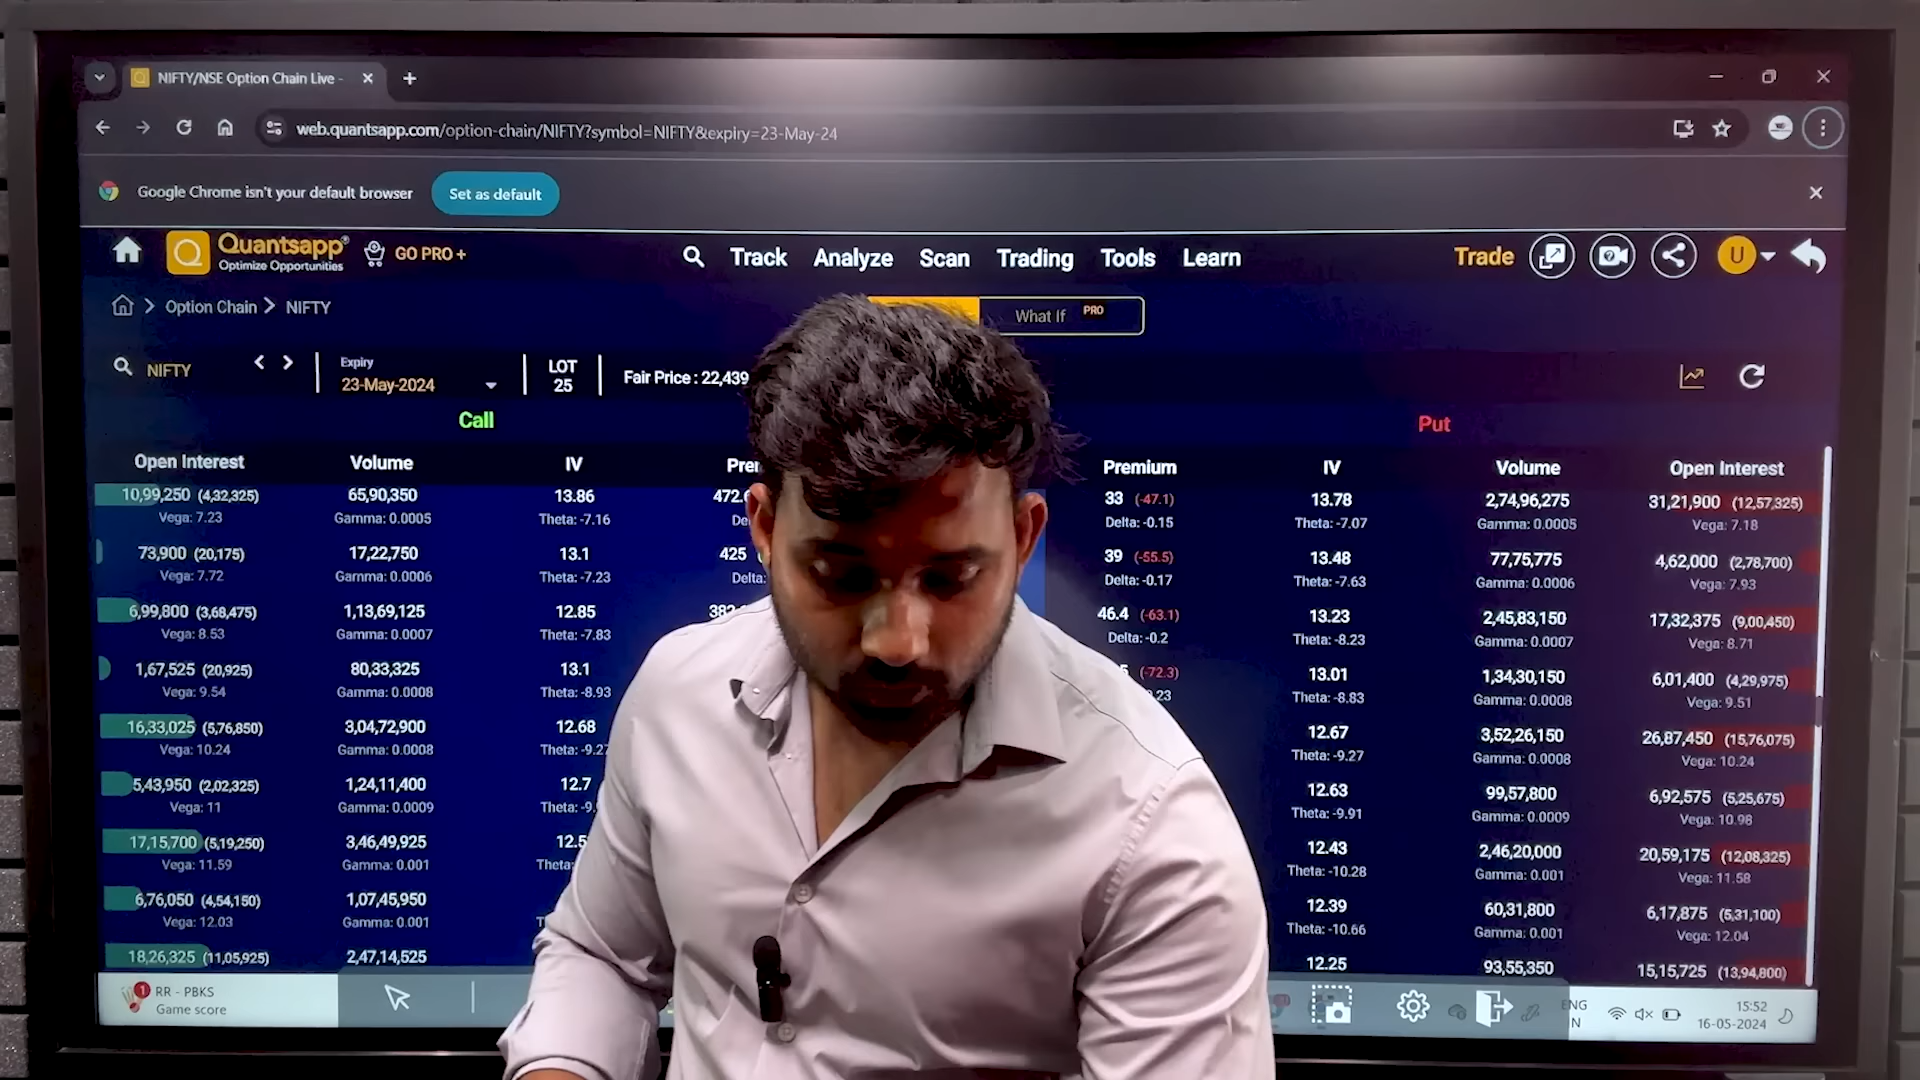 NIFTY/NSE Option Chain Live -
web.quantsapp.com/option-chain/NIFTY?symbol=NIFTY&expiry=23-May-24
Google Chrome isn't your default browser Set as default
Quantsapp
Optimize Opportunities
GO PRO +
Track Analyze Scan Trading Tools Learn
Trade U
Option Chain > NIFTY
What If PRO
NIFTY < >
Expiry
23-May-2024
LOT
25
Fair Price : 22,439
Call Put
Open Interest Volume IV Premium IV Volume Open Interest
10,99,250 (4,32,325) 65,90,350 13.86 33 (-47.1) 13.78 2,74,96,275 31,21,900 (12,57,325)
Vega: 7.23 Gamma: 0.0005 Theta: -7.16 Delta: -0.15 Theta: -7.07 Gamma: 0.0005 Vega: 7.18
73,900 (20,175) 17,22,750 13.1 425 39 (-55.5) 13.48 77,75,775 4,62,000 (2,78,700)
Vega: 7.72 Gamma: 0.0006 Theta: -7.23 Delta: Delta: -0.17 Theta: -7.63 Gamma: 0.0006 Vega: 7.93
6,99,800 (3,68,475) 1,13,69,125 12.85 46.4 (-63.1) 13.23 2,45,83,150 17,32,375 (9,00,450)
Vega: 8.53 Gamma: 0.0007 Theta: -7.83 Delta: -0.2 Theta: -8.23 Gamma: 0.0007 Vega: 8.71
1,67,525 (20,925) 80,33,325 13.1 (-72.3) 13.01 1,34,30,150 6,01,400 (4,29,975)
Vega: 9.54 Gamma: 0.0008 Theta: -8.93 Theta: -8.83 Gamma: 0.0008 Vega: 9.51
16,33,025 (5,76,850) 3,04,72,900 12.68 12.67 3,52,26,150 26,87,450 (15,76,075)
Vega: 10.24 Gamma: 0.0008 Theta: -9.27 Theta: -9.27 Gamma: 0.0008 Vega: 10.24
5,43,950 (2,02,325) 1,24,11,400 12.7 12.63 99,57,800 6,92,575 (5,25,675)
Vega: 11 Gamma: 0.0009 Theta: -9. Theta: -9.91 Gamma: 0.0009 Vega: 10.98
17,15,700 (5,19,250) 3,46,49,925 12.43 2,46,20,000 20,59,175 (12,08,325)
Vega: 11.59 Gamma: 0.001 Theta: Theta: -10.28 Gamma: 0.001 Vega: 11.58
6,76,050 (4,54,150) 1,07,45,950 12.39 60,31,800 6,17,875 (5,31,100)
Vega: 12.03 Gamma: 0.001 Theta: -10.66 Gamma: 0.001 Vega: 12.04
18,26,325 (11,05,925) 2,47,14,525 12.25 93,55,350 15,15,725 (13,94,800)
1 RR - PBKS
Game score
ENG
15:52
16-05-2024